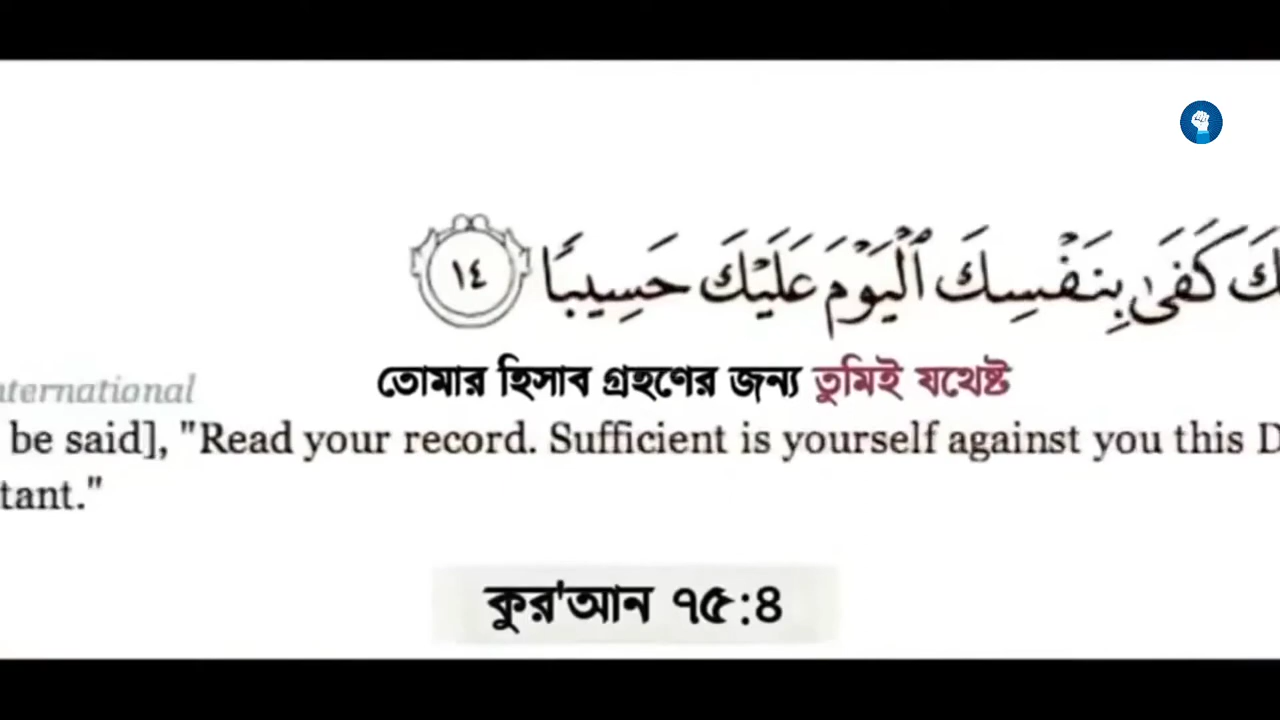 ـكَ كَفَىٰ بِنَفْسِكَ ٱلْيَوْمَ عَلَيْكَ حَسِيبًا ١٤
তোমার হিসাব গ্রহণের জন্য তুমিই যথেষ্ট
nternational
be said], "Read your record. Sufficient is yourself against you this D
tant."
কুর'আন ৭৫:৪